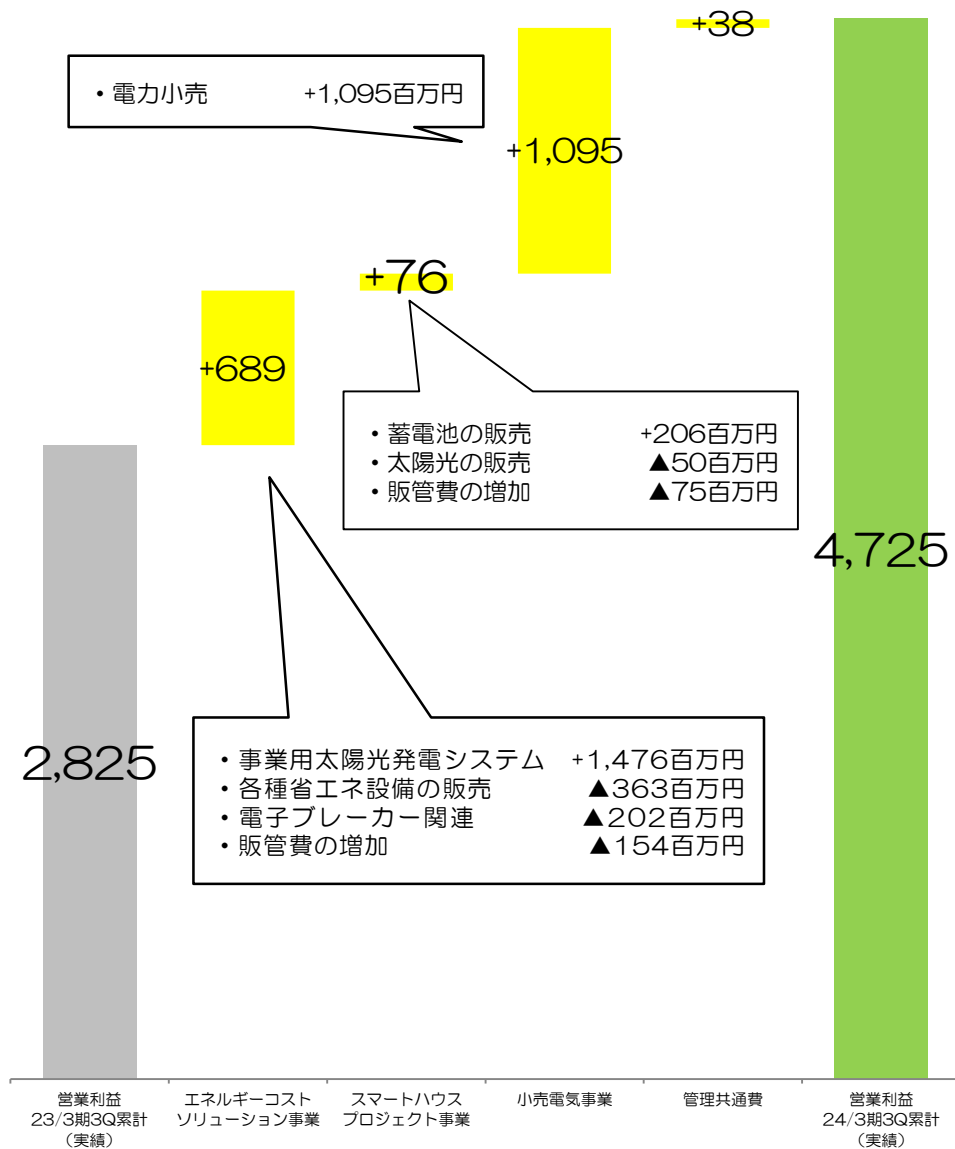 +38
・電力小売 +1,095百万円
+1,095
+76
+689
・蓄電池の販売 +206百万円
・太陽光の販売 ▲50百万円
・販管費の増加 ▲75百万円
4,725
2,825
・事業用太陽光発電システム +1,476百万円
・各種省エネ設備の販売 ▲363百万円
・電子ブレーカー関連 ▲202百万円
・販管費の増加 ▲154百万円
営業利益
23/3期3Q累計
（実績）
エネルギーコスト
ソリューション事業
スマートハウス
プロジェクト事業
小売電気事業
管理共通費
営業利益
24/3期3Q累計
（実績）